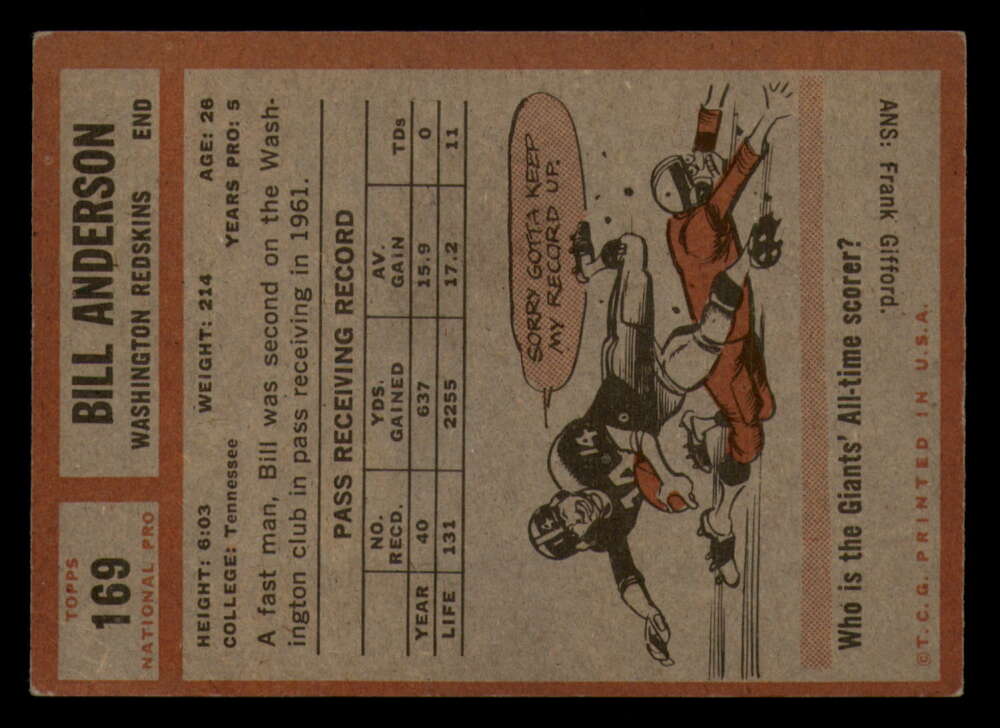 TOPPS
169
NATIONAL PRO
BILL ANDERSON
WASHINGTON REDSKINS END
HEIGHT: 6:03 WEIGHT: 214 AGE: 26
COLLEGE: Tennessee YEARS PRO: 5
A fast man, Bill was second on the Wash-
ington club in pass receiving in 1961.
PASS RECEIVING RECORD
NO. RECD. YDS. GAINED AV. GAIN TDs
YEAR 40 637 15.9 0
LIFE 131 2255 17.2 11
SORRY GOTTA KEEP
MY RECORD UP.
14
Who is the Giants' All-time scorer?
ANS: Frank Gifford.
©T.C.G. PRINTED IN U.S.A.